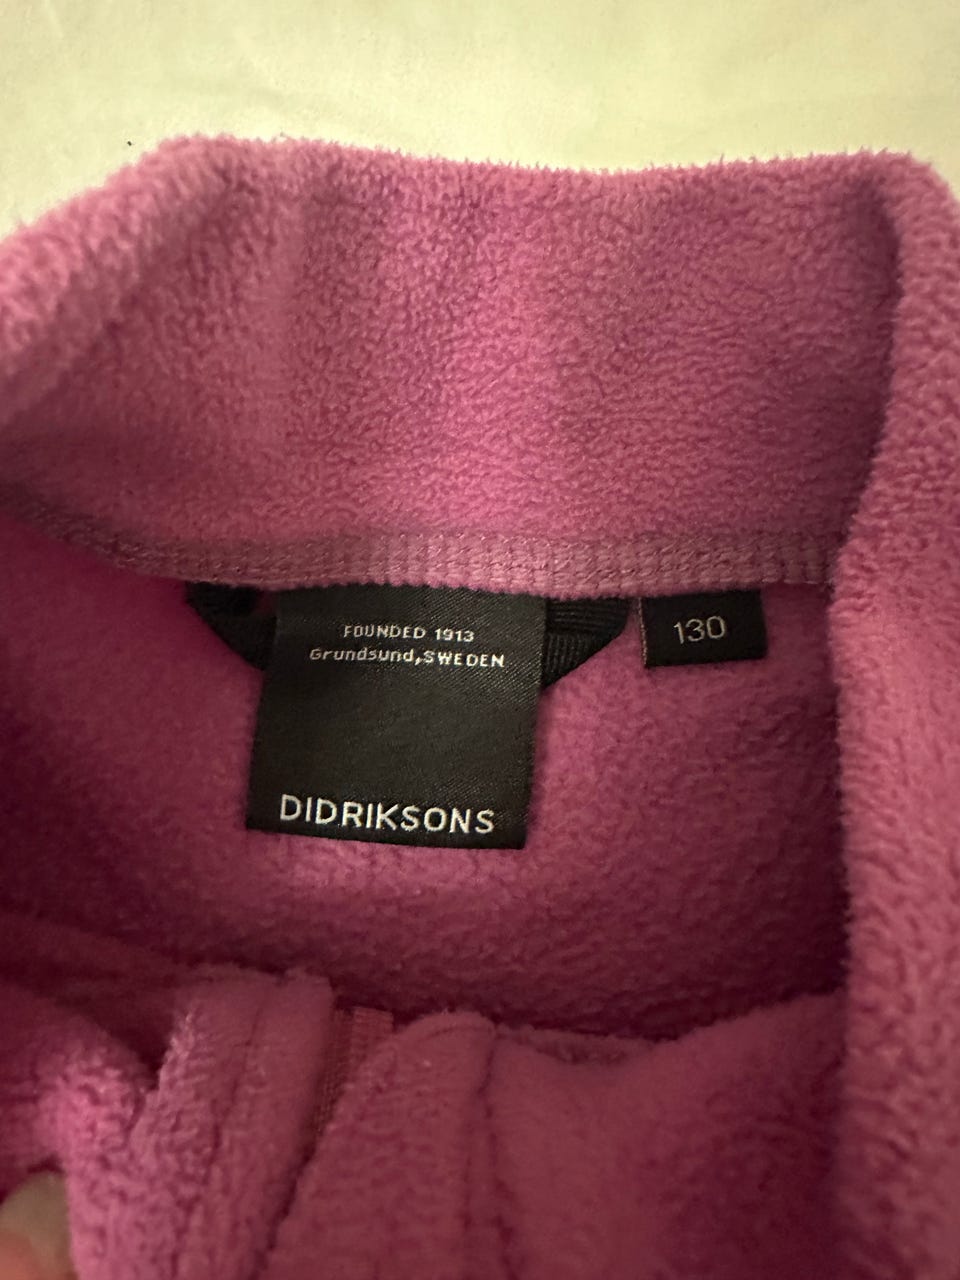 FOUNDED 1913
Grundsund,SWEDEN
DIDRIKSONS
130